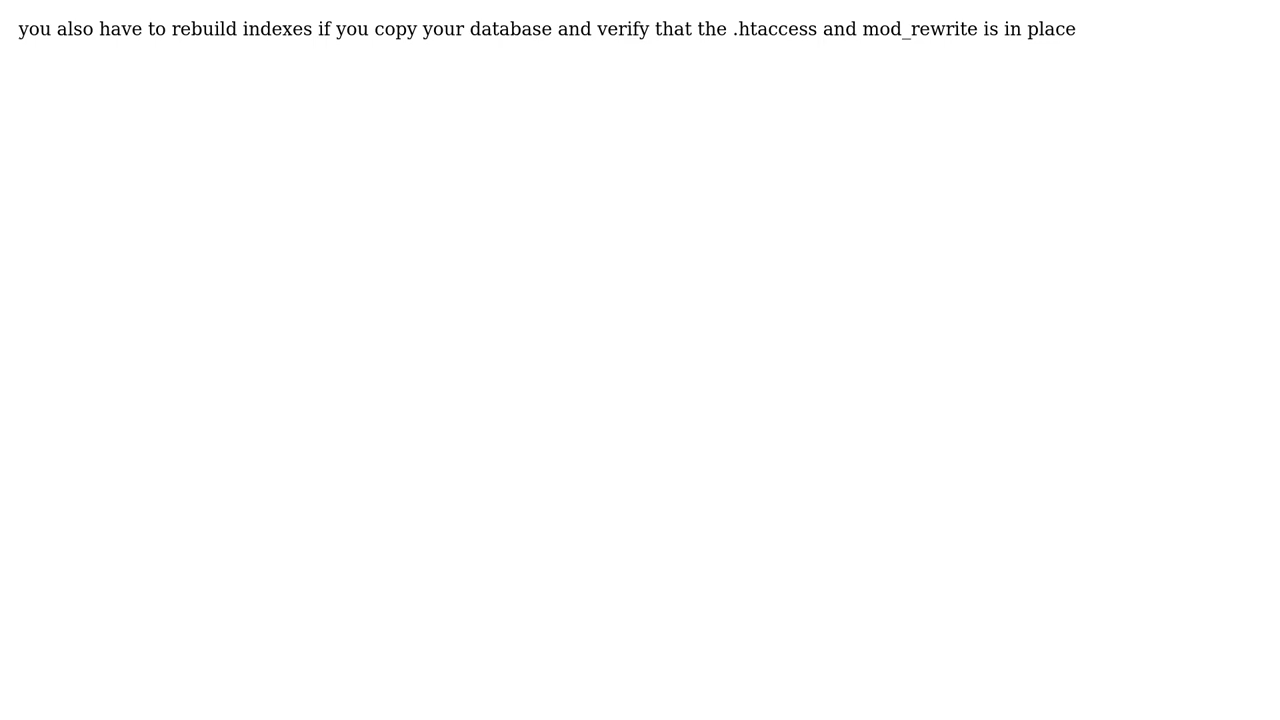 you also have to rebuild indexes if you copy your database and verify that the .htaccess and mod_rewrite is in place